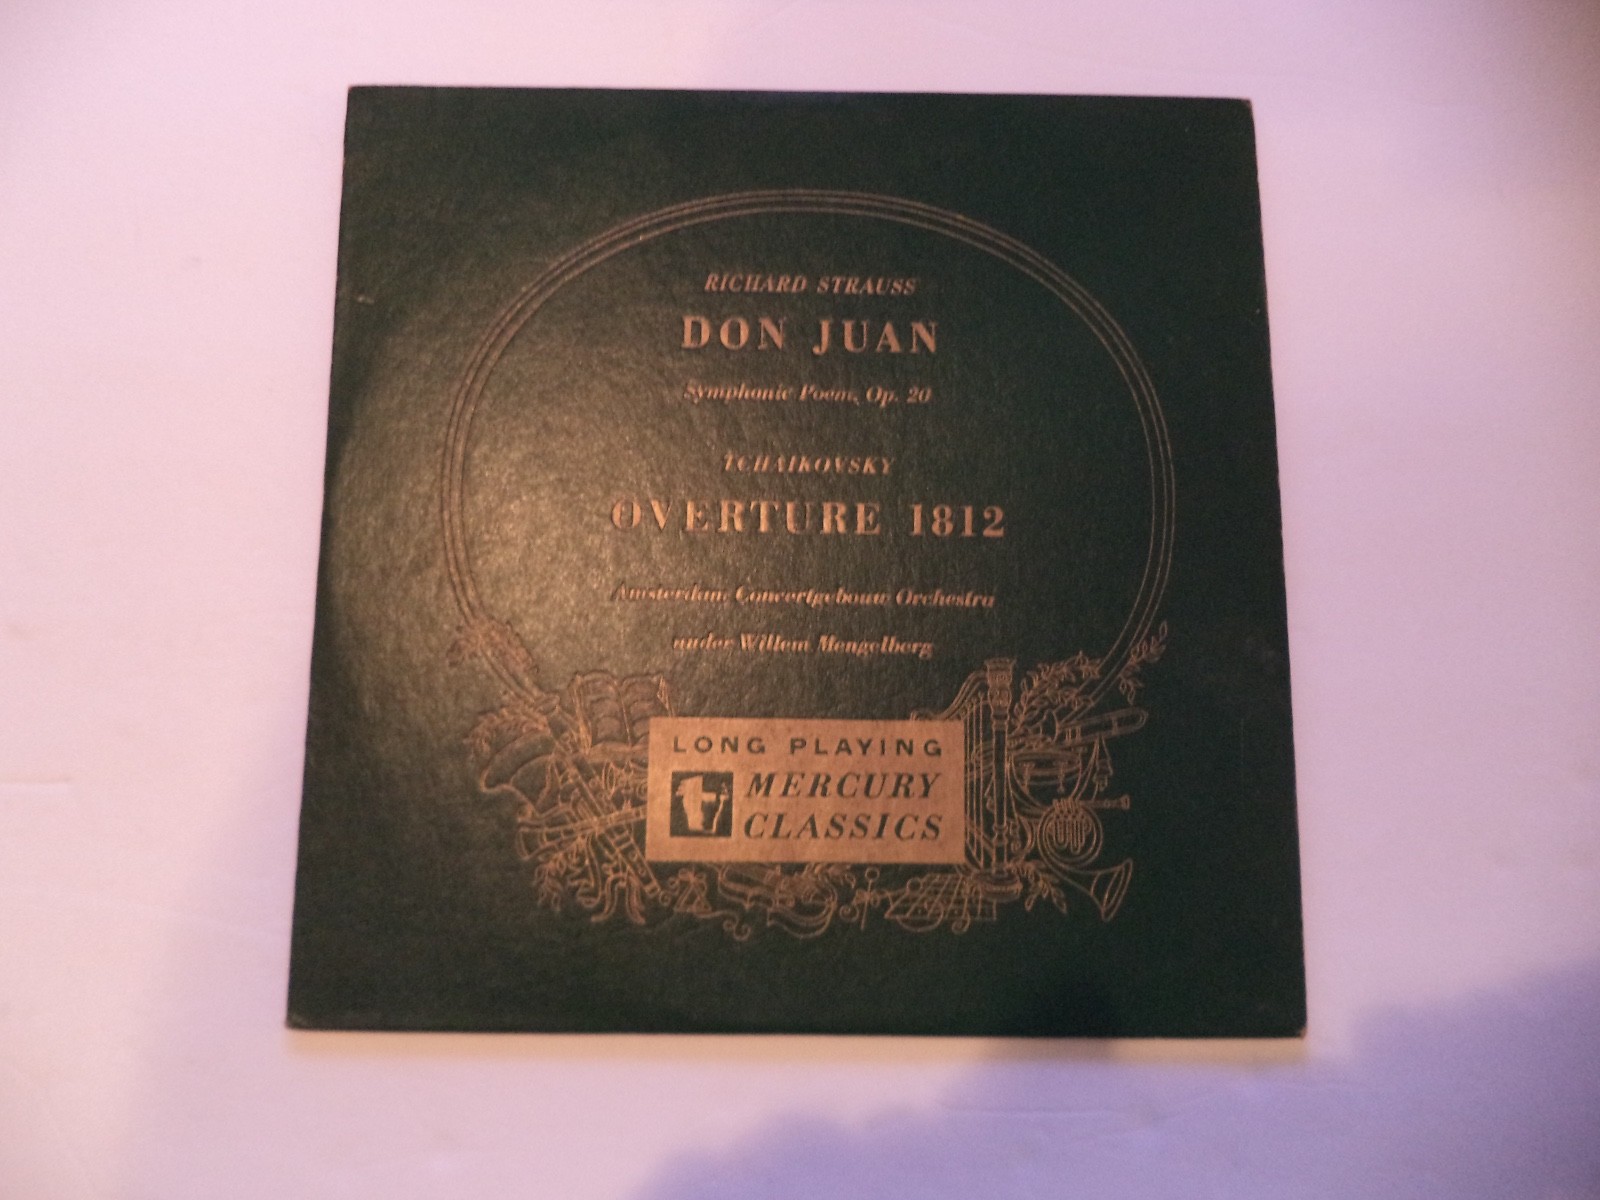 RICHARD STRAUSS
DON JUAN
Symphonic Poem, Op. 20
TCHAIKOVSKY
OVERTURE 1812
Amsterdam Concertgebouw Orchestra
under Willem Mengelberg
LONG PLAYING
MERCURY
CLASSICS